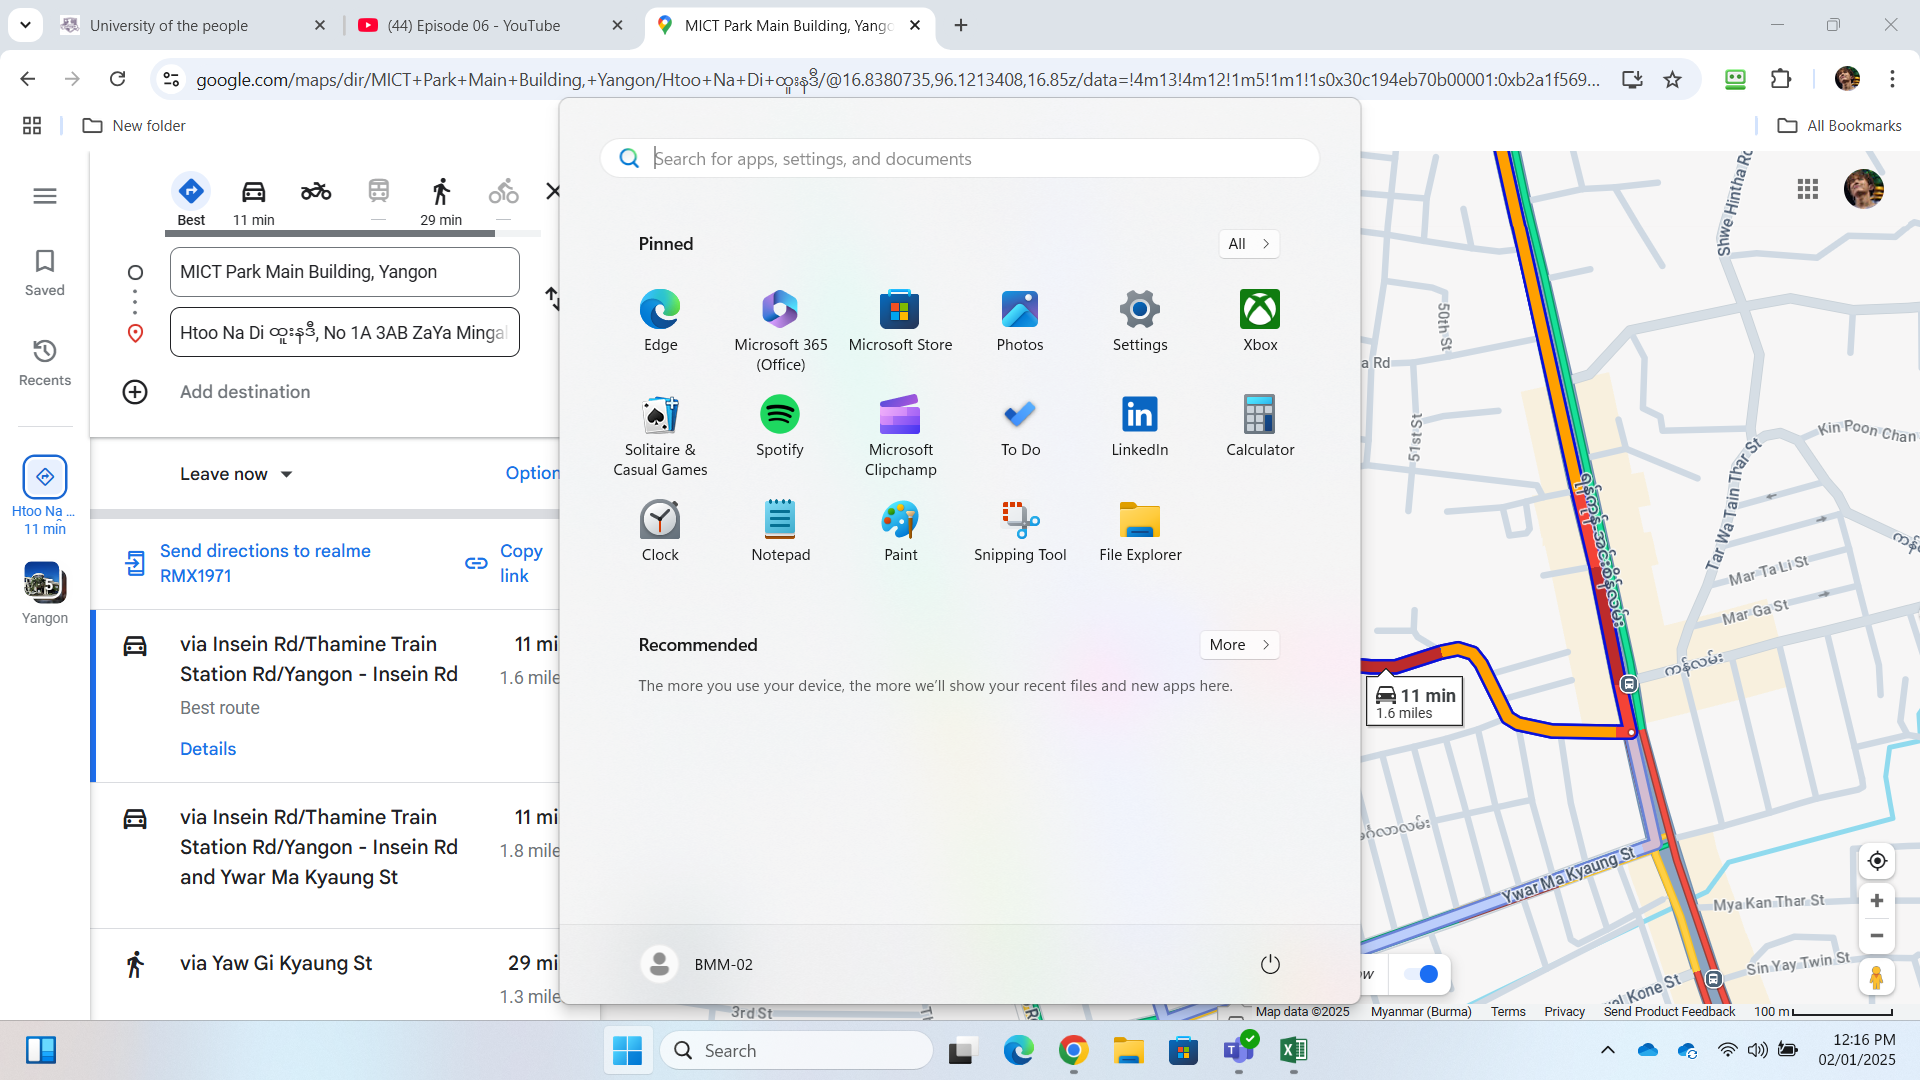 University of the people
(44) Episode 06 - YouTube
MICT Park Main Building, Yango
google.com/maps/dir/MICT+Park+Main+Building,+Yangon/Htoo+Na+Di+ထူးနဒီ/@16.8380735,96.1213408,16.85z/data=!4m13!4m12!1m5!1m1!1s0x30c194eb70b00001:0xb2a1f569...
New folder
All Bookmarks
Saved
Recents
Htoo Na ...
11 min
Yangon
Best
11 min
—
29 min
—
MICT Park Main Building, Yangon
Htoo Na Di ထူးနဒီ, No 1A 3AB ZaYa Mingal
Add destination
Leave now
Option
Send directions to realme
RMX1971
Copy
link
via Insein Rd/Thamine Train
Station Rd/Yangon - Insein Rd
11 mi
1.6 mile
Best route
Details
via Insein Rd/Thamine Train
Station Rd/Yangon - Insein Rd
and Ywar Ma Kyaung St
11 mi
1.8 mile
via Yaw Gi Kyaung St
29 mi
1.3 mile
Search for apps, settings, and documents
Pinned
All
Edge
Microsoft 365
(Office)
Microsoft Store
Photos
Settings
Xbox
Solitaire &
Casual Games
Spotify
Microsoft
Clipchamp
To Do
LinkedIn
Calculator
Clock
Notepad
Paint
Snipping Tool
File Explorer
Recommended
More
The more you use your device, the more we'll show your recent files and new apps here.
BMM-02
Shwe Hintha Rd
50th St
a Rd
51st St
Kin Poon Chan
Tar Wa Tain Thar St
Mar Ta Li St
Mar Ga St
ကန်လမ်း
11 min
1.6 miles
Ywar Ma Kyaung St
Mya Kan Thar St
Sin Yay Twin St
Kone St
ow
3rd St
Map data ©2025
Myanmar (Burma)
Terms
Privacy
Send Product Feedback
100 m
Search
12:16 PM
02/01/2025